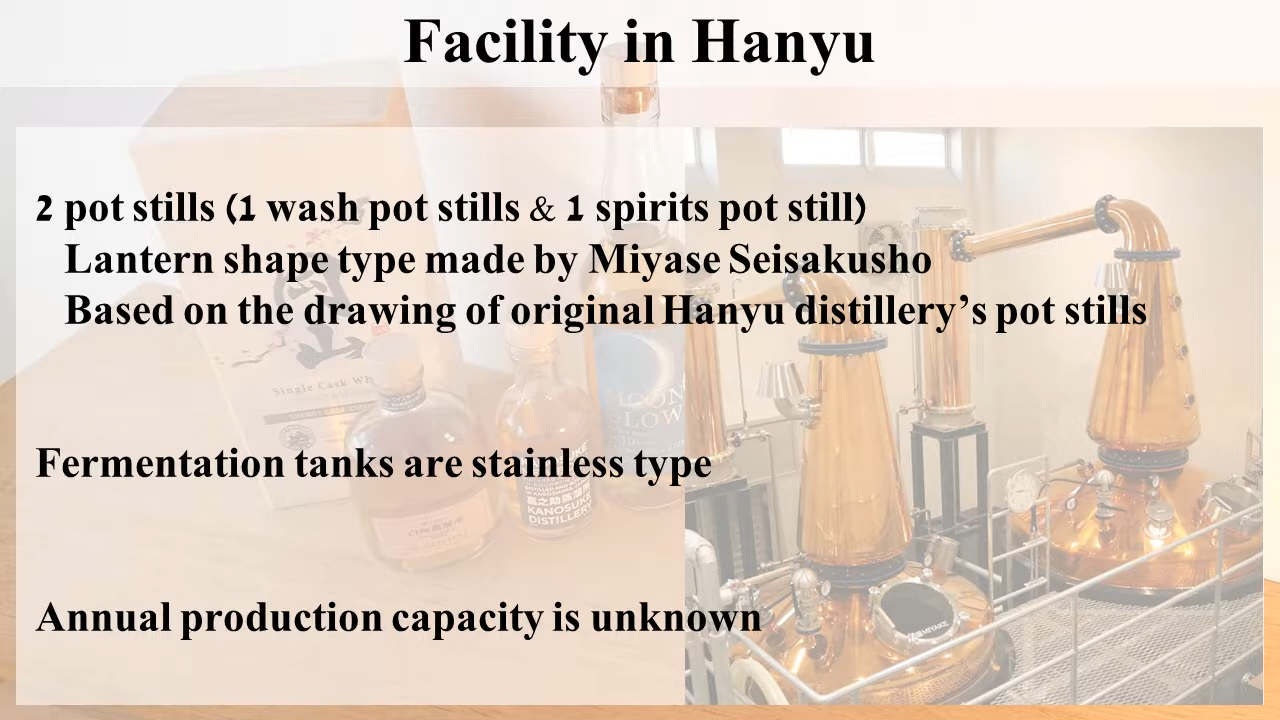 Facility in Hanyu
2 pot stills (1 wash pot stills & 1 spirits pot still)
Lantern shape type made by Miyase Seisakusho
Based on the drawing of original Hanyu distillery’s pot stills
Single Cask Wh
MOON
LOW
Fermentation tanks are stainless type
KANOSUKE
DISTILLERY
Annual production capacity is unknown
MIYAKE